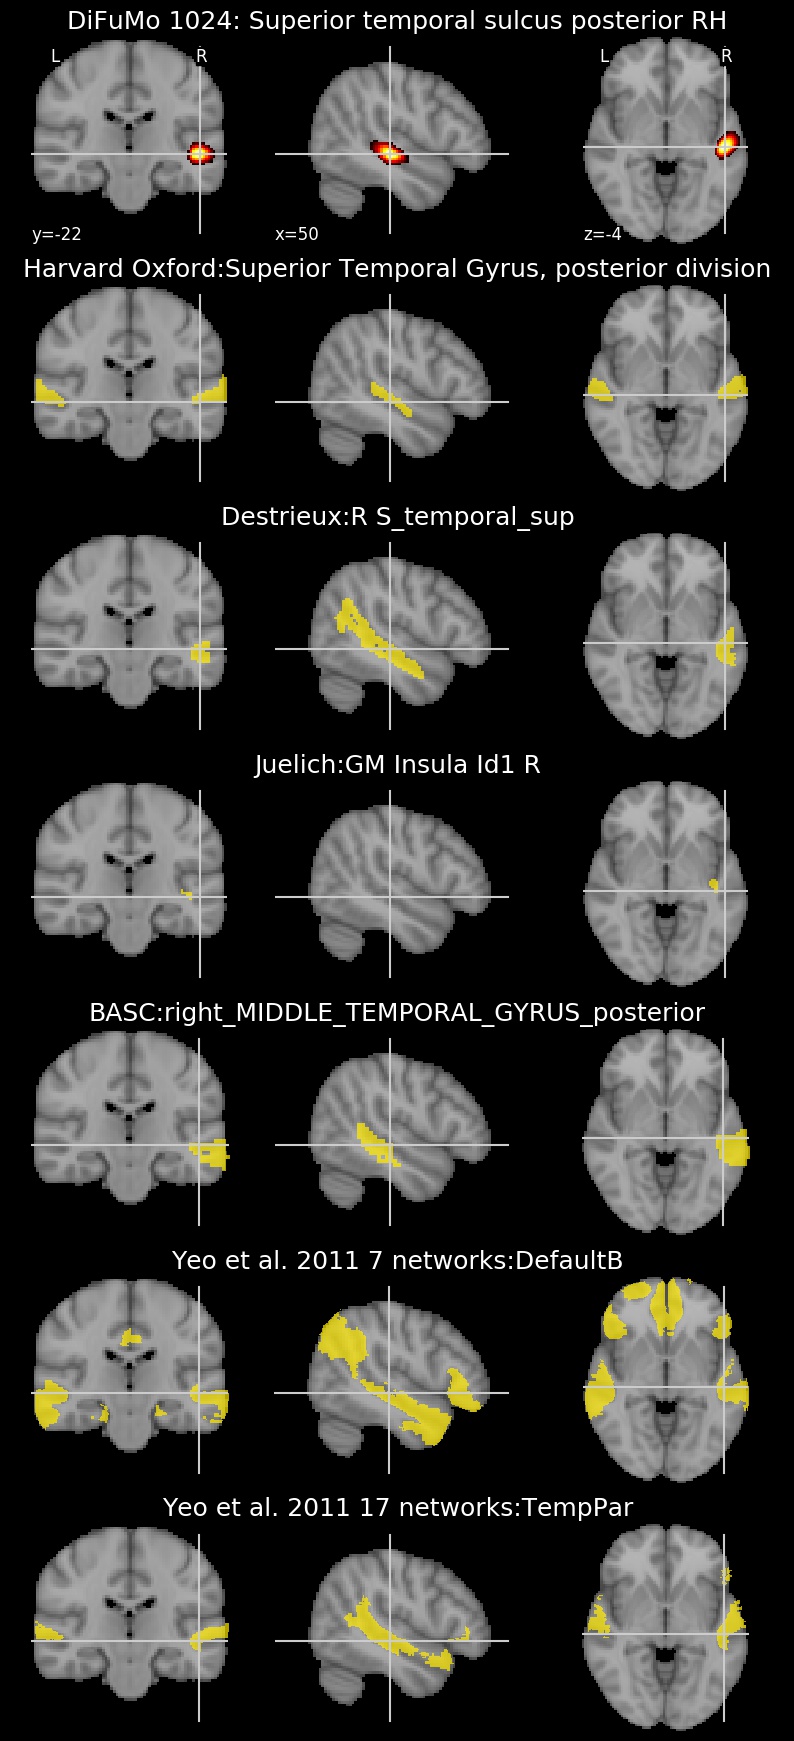 DiFuMo 1024: Superior temporal sulcus posterior RH
L R L R
y=-22 x=50 z=-4
Harvard Oxford:Superior Temporal Gyrus, posterior division
Destrieux:R S_temporal_sup
Juelich:GM Insula Id1 R
BASC:right_MIDDLE_TEMPORAL_GYRUS_posterior
Yeo et al. 2011 7 networks:DefaultB
Yeo et al. 2011 17 networks:TempPar